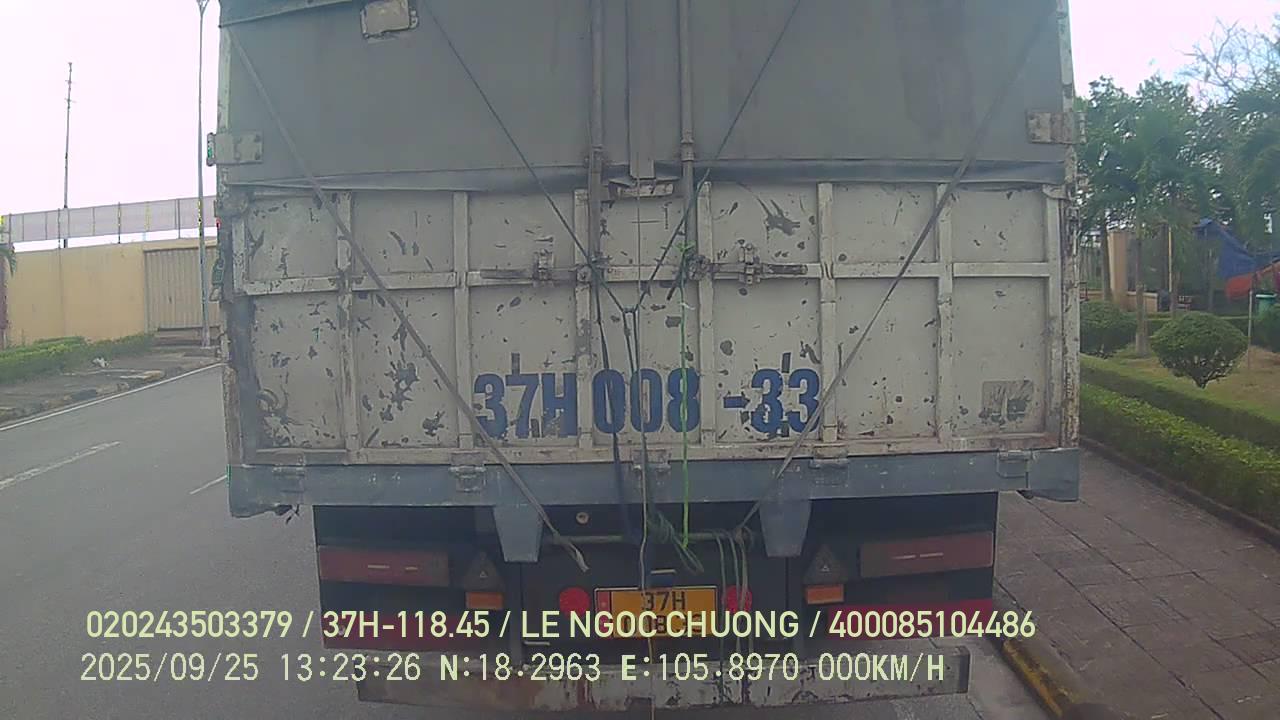 37H 008 -33
37H
020243503379 / 37H-118.45 / LE NGOC CHUONG / 400085104486
2025/09/25 13:23:26 N:18.2963 E:105.8970 000KM/H